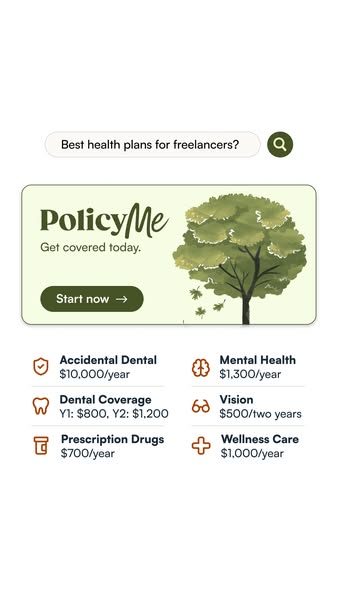 Best health plans for freelancers?
PolicyMe
Get covered today.
Start now →
Accidental Dental
$10,000/year
Mental Health
$1,300/year
Dental Coverage
Y1: $800, Y2: $1,200
Vision
$500/two years
Prescription Drugs
$700/year
Wellness Care
$1,000/year